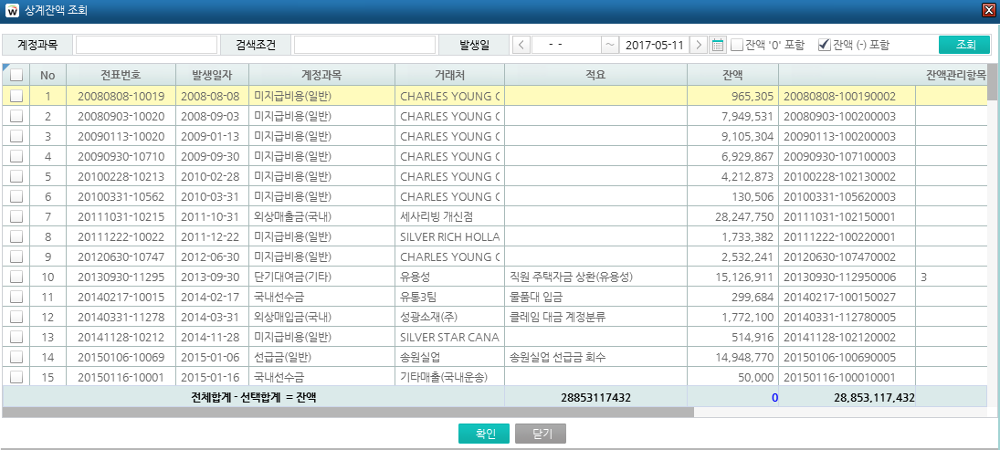 상계잔액 조회
계정과목 검색조건 발생일 - - ~ 2017-05-11 잔액 '0' 포함 잔액 (-) 포함 조회
No 전표번호 발생일자 계정과목 거래처 적요 잔액 잔액관리항목
1 20080808-10019 2008-08-08 미지급비용(일반) CHARLES YOUNG C 965,305 20080808-100190002
2 20080903-10020 2008-09-03 미지급비용(일반) CHARLES YOUNG C 7,949,531 20080903-100200003
3 20090113-10020 2009-01-13 미지급비용(일반) CHARLES YOUNG C 9,105,304 20090113-100200003
4 20090930-10710 2009-09-30 미지급비용(일반) CHARLES YOUNG C 6,929,867 20090930-107100003
5 20100228-10213 2010-02-28 미지급비용(일반) CHARLES YOUNG C 4,212,873 20100228-102130002
6 20100331-10562 2010-03-31 미지급비용(일반) CHARLES YOUNG C 130,506 20100331-105620003
7 20111031-10215 2011-10-31 외상매출금(국내) 세사리빙 개신점 28,247,750 20111031-102150001
8 20111222-10022 2011-12-22 미지급비용(일반) SILVER RICH HOLLA 1,733,382 20111222-100220001
9 20120630-10747 2012-06-30 미지급비용(일반) CHARLES YOUNG C 2,532,241 20120630-107470002
10 20130930-11295 2013-09-30 단기대여금(기타) 유용성 직원 주택자금 상환(유용성) 15,126,911 20130930-112950006 3
11 20140217-10015 2014-02-17 국내선수금 유통3팀 물품대 입금 299,684 20140217-100150027
12 20140331-11278 2014-03-31 외상매입금(국내) 성광소재(주) 클레임 대금 계정분류 1,772,100 20140331-112780005
13 20141128-10212 2014-11-28 미지급비용(일반) SILVER STAR CANA 514,916 20141128-102120002
14 20150106-10069 2015-01-06 선급금(일반) 송원실업 송원실업 선급금 회수 14,948,770 20150106-100690005
15 20150116-10001 2015-01-16 국내선수금 기타매출(국내운송) 50,000 20150116-100010001
전체합계 - 선택합계 = 잔액 28853117432 0 28,853,117,432
확인 닫기